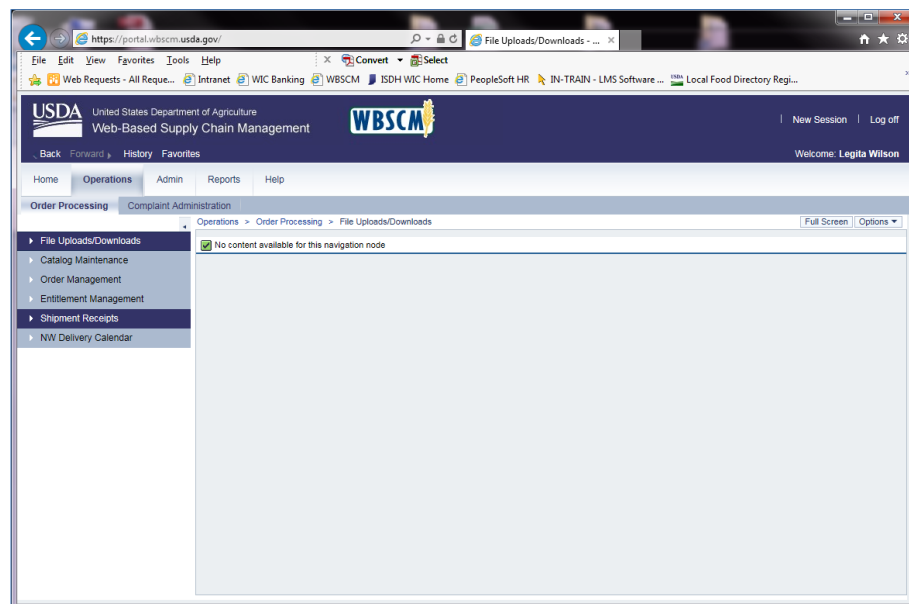 https://portal.wbscm.usda.gov/
File Uploads/Downloads - ...
File Edit View Favorites Tools Help
x Convert Select
Web Requests - All Reque... Intranet WIC Banking WBSCM ISDH WIC Home PeopleSoft HR IN-TRAIN - LMS Software ... Local Food Directory Regi...
USDA United States Department of Agriculture
Web-Based Supply Chain Management
WBSCM
New Session | Log off
Back Forward History Favorites
Welcome: Legita Wilson
Home Operations Admin Reports Help
Order Processing Complaint Administration
Operations > Order Processing > File Uploads/Downloads
Full Screen Options
File Uploads/Downloads
No content available for this navigation node
Catalog Maintenance
Order Management
Entitlement Management
Shipment Receipts
NW Delivery Calendar